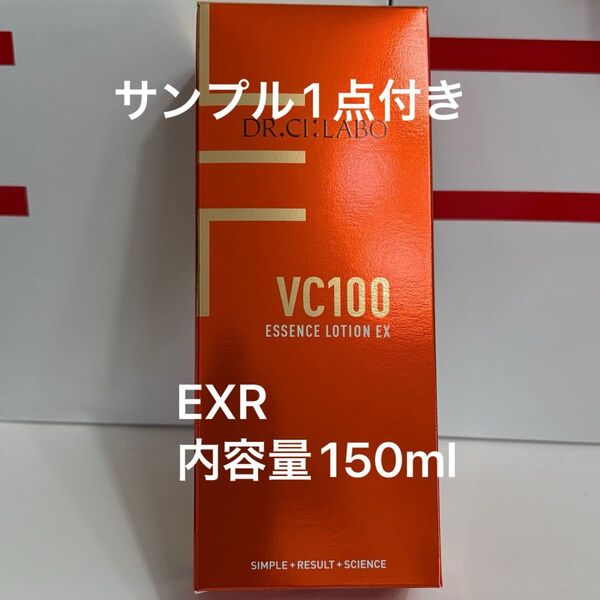 サンプル1点付き
DR.CI:LABO
VC100
ESSENCE LOTION EX
EXR
内容量150ml
SIMPLE+RESULT+SCIENCE